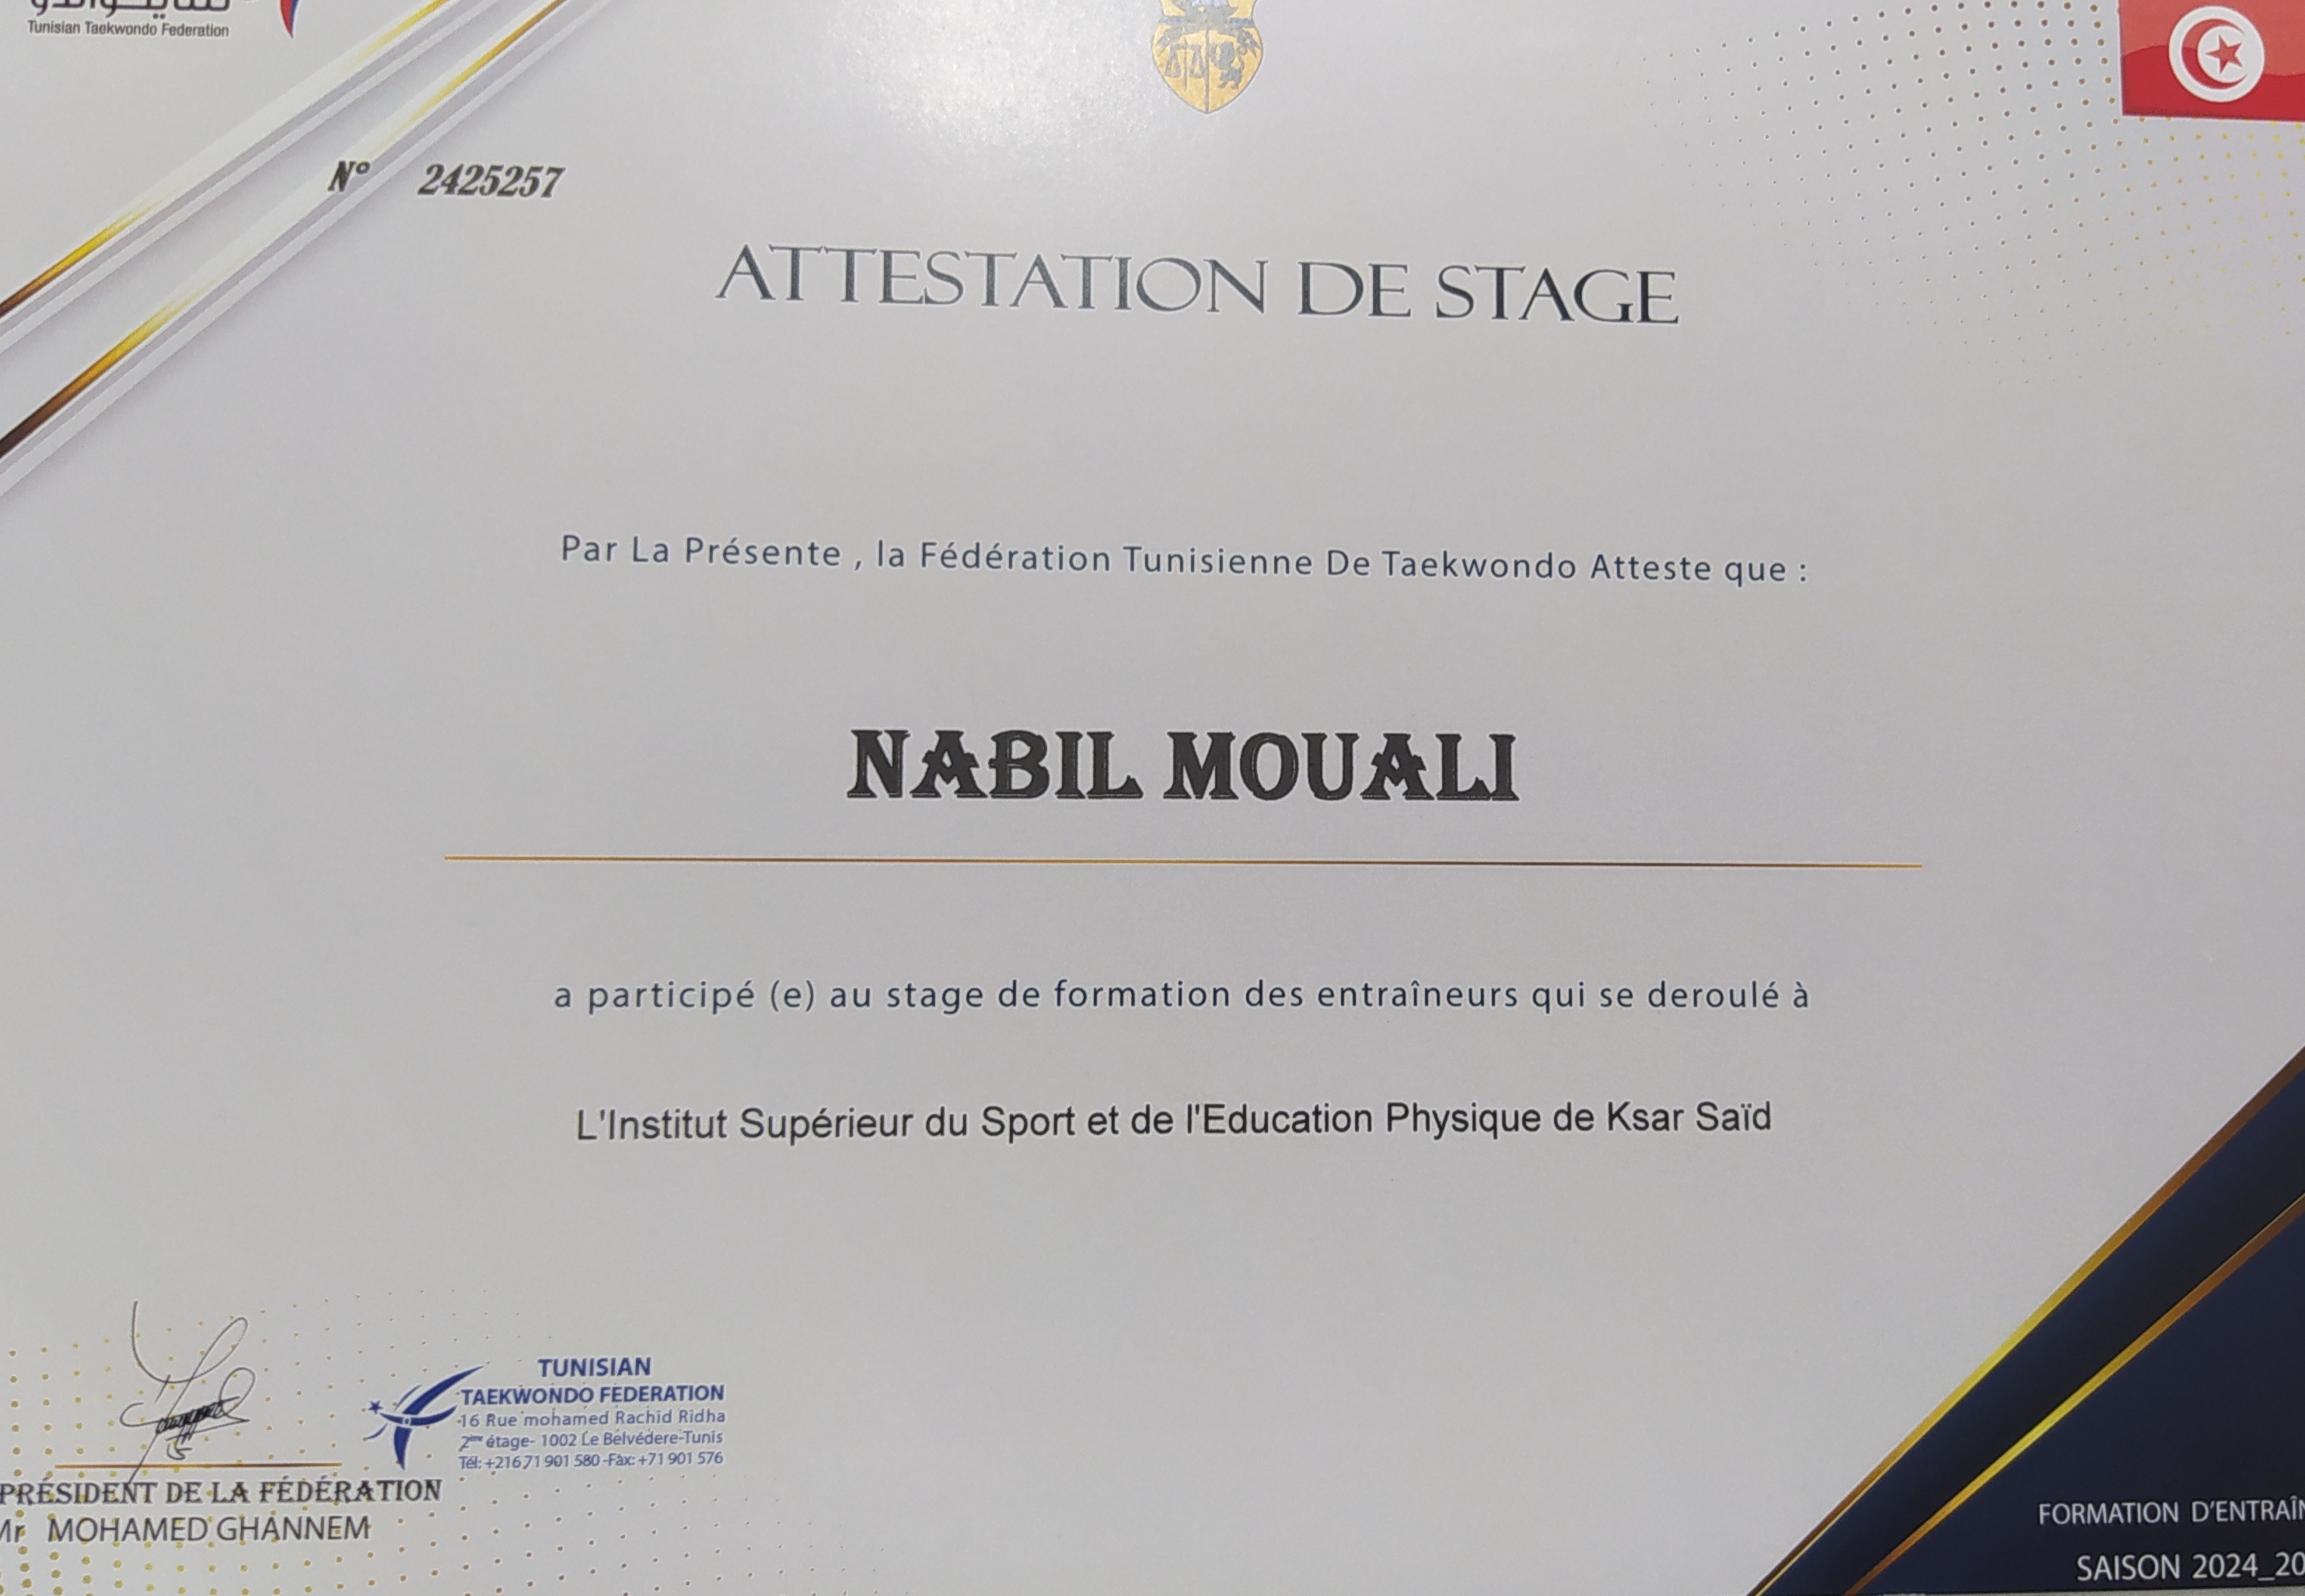 Tunisian Taekwondo Federation
N° 2425257
ATTESTATION DE STAGE
Par La Présente , la Fédération Tunisienne De Taekwondo Atteste que :
NABIL MOUALI
a participé (e) au stage de formation des entraîneurs qui se deroulé à
L'Institut Supérieur du Sport et de l'Education Physique de Ksar Saïd
TUNISIAN
TAEKWONDO FEDERATION
16 Rue mohamed Rachid Ridha
2ème étage- 1002 Le Belvédere-Tunis
Tél: +216 71 901 580 -Fax: +71 901 576
PRÉSIDENT DE LA FÉDÉRATION
Mr MOHAMED GHANNEM
FORMATION D'ENTRAÎN
SAISON 2024_20